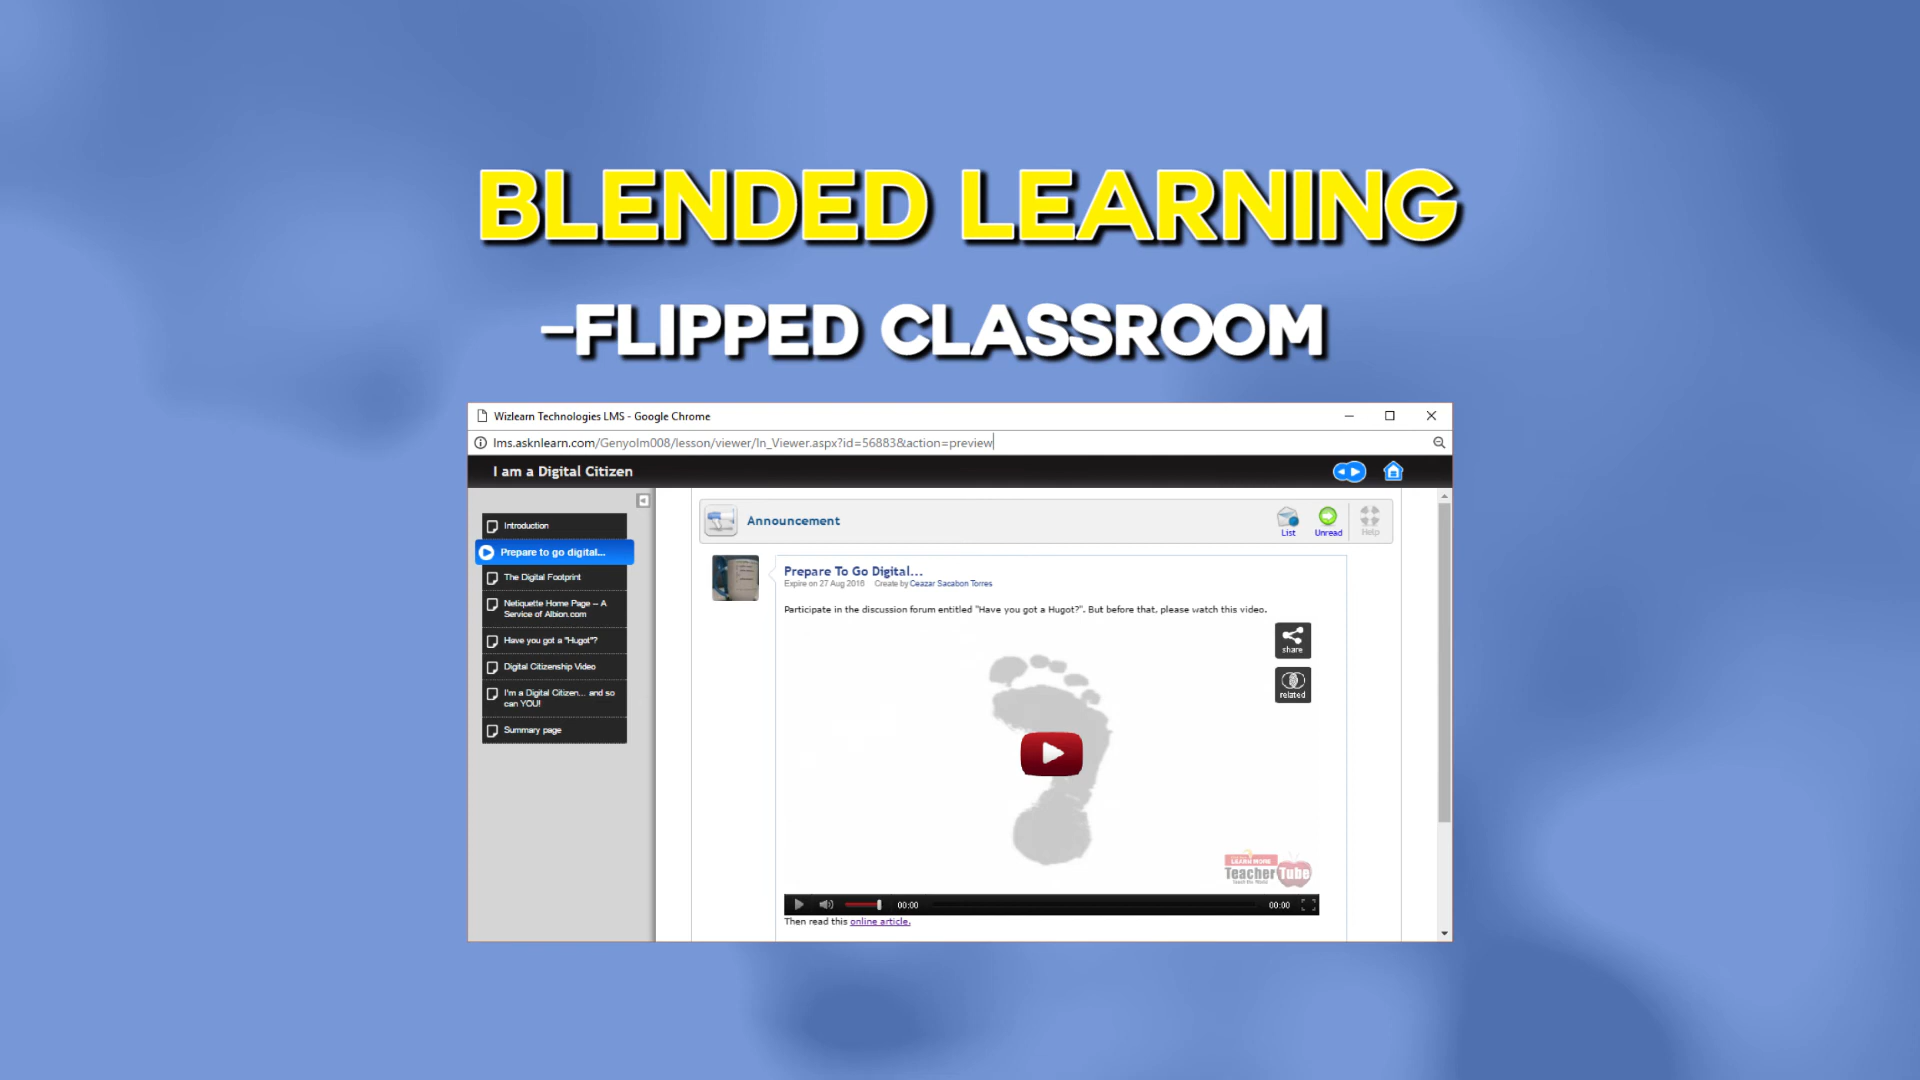 BLENDED LEARNING
-FLIPPED CLASSROOM
Wizlearn Technologies LMS - Google Chrome
lms.asknlearn.com/Genyolm008/lesson/viewer/ln_Viewer.aspx?id=56883&action=preview
I am a Digital Citizen
Introduction
Prepare to go digital...
The Digital Footprint
Netiquette Home Page -- A
Service of Albion.com
Have you got a "Hugot"?
Digital Citizenship Video
I'm a Digital Citizen... and so
can YOU!
Summary page
Announcement
List
Unread
Help
Prepare To Go Digital...
Expire on 27 Aug 2016 Create by Ceazar Sacabon Torres
Participate in the discussion forum entitled "Have you got a Hugot?". But before that, please watch this video.
share
related
LEARN MORE
TeacherTube
00:00
00:00
Then read this online article.